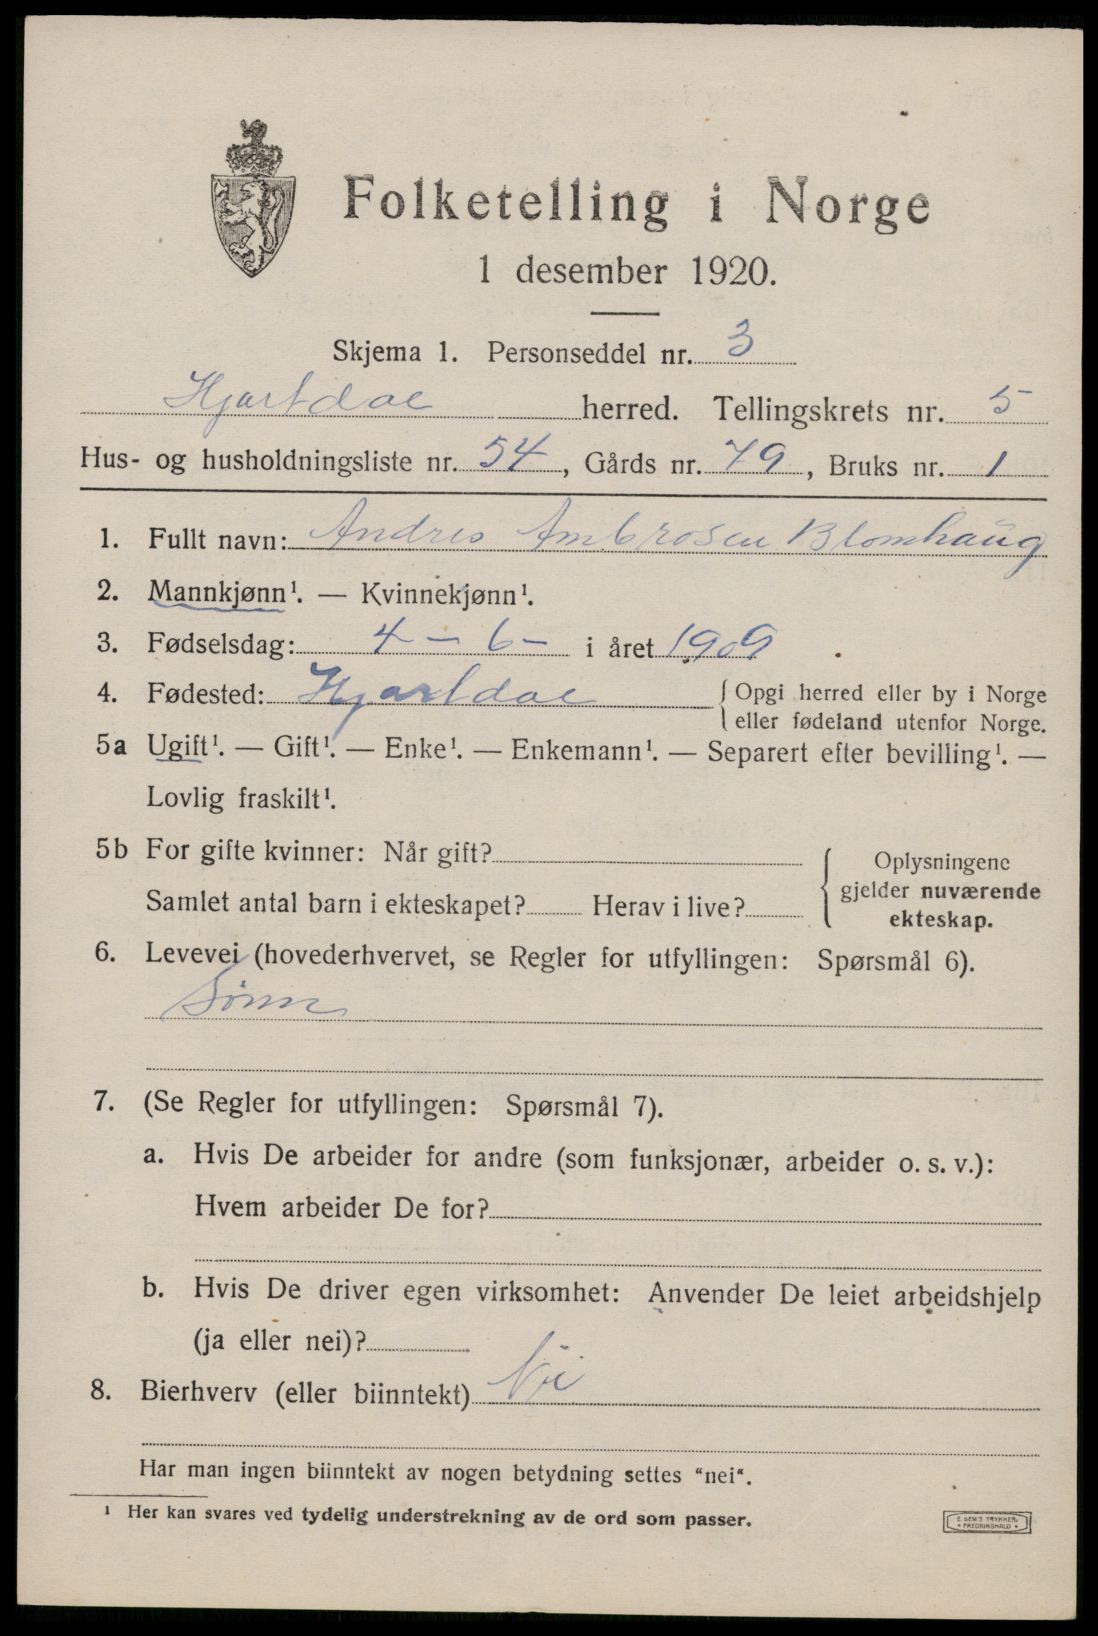 Folketelling i Norge
1 desember 1920.
Skjema 1. Personseddel nr. 3
Hjartdal herred. Tellingskrets nr. 5
Hus- og husholdningsliste nr. 54, Gårds nr. 79, Bruks nr. 1
1. Fullt navn: Andres Ambrosen Blomhaug
2. Mannkjønn¹. — Kvinnekjønn¹.
3. Fødselsdag: 4 – 6 – i året 1909.
4. Fødested: Hjartdal { Opgi herred eller by i Norge
eller fødeland utenfor Norge.
5a Ugift¹. — Gift¹. — Enke¹. — Enkemann¹. — Separert efter bevilling¹. —
Lovlig fraskilt¹.
5b For gifte kvinner: Når gift?
Samlet antal barn i ekteskapet? Herav i live?
{ Oplysningene
gjelder nuværende
ekteskap.
6. Levevei (hovederhvervet, se Regler for utfyllingen: Spørsmål 6).
Sønn
7. (Se Regler for utfyllingen: Spørsmål 7).
a. Hvis De arbeider for andre (som funksjonær, arbeider o. s. v.):
Hvem arbeider De for?
b. Hvis De driver egen virksomhet: Anvender De leiet arbeidshjelp
(ja eller nei)?
8. Bierhverv (eller biinntekt) Nei
Har man ingen biinntekt av nogen betydning settes "nei".
¹ Her kan svares ved tydelig understrekning av de ord som passer.
E. SEM'S TRYKKERI
• FREDRIKSHALD •